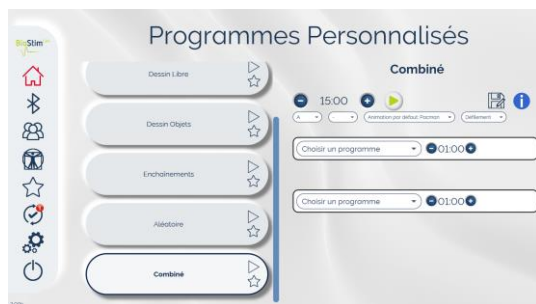 BioStim
Programmes Personnalisés
Dessin Libre
Dessin Objets
Enchaînements
Aléatoire
Combiné
Combiné
15:00
A
-
Animation par défaut: Pacman
Défilement
Choisir un programme
01:00
Choisir un programme
01:00